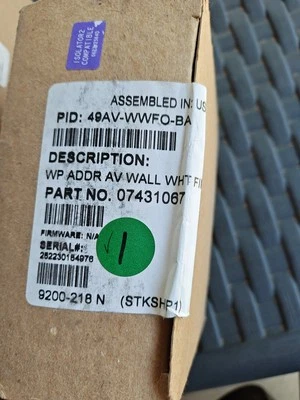 ISOLATOR2
COMPATIBLE
ASSEMBLED IN: US
PID: 49AV-WWFO-BA
DESCRIPTION:
WP ADDR AV WALL WHT FI
PART NO. 07431067
FIRMWARE: N/A
SERIAL#:
252230164976
1
9200-218 N (STKSHP1)